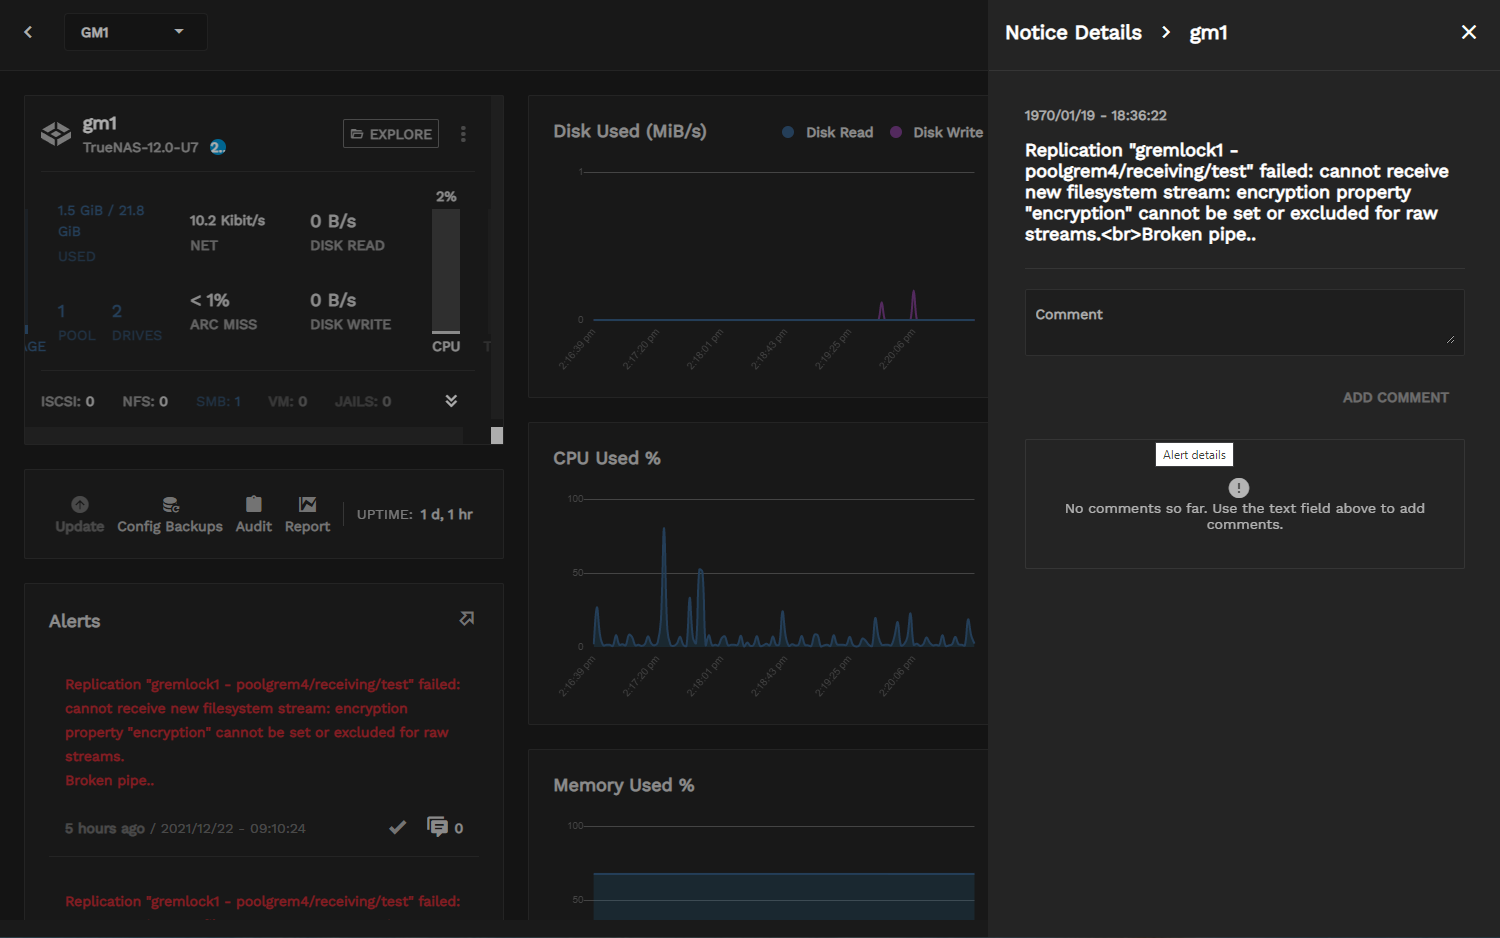 GM1
Notice Details
gm1
gm1
TrueNAS-12.0-U7
2..
EXPLORE
1.5 GiB / 21.8
GiB
USED
10.2 Kibit/s
NET
0 B/s
DISK READ
2%
1
POOL
2
DRIVES
< 1%
ARC MISS
0 B/s
DISK WRITE
CPU
AGE
T
ISCSI: 0
NFS: 0
SMB: 1
VM: 0
JAILS: 0
Update
Config Backups
Audit
Report
UPTIME: 1 d, 1 hr
Alerts
Replication "gremlock1 - poolgrem4/receiving/test" failed:
cannot receive new filesystem stream: encryption
property "encryption" cannot be set or excluded for raw
streams.
Broken pipe..
5 hours ago / 2021/12/22 - 09:10:24
0
Replication "gremlock1 - poolgrem4/receiving/test" failed:
Disk Used (MiB/s)
Disk Read
Disk Write
1
0
2:16:39 pm
2:17:20 pm
2:18:01 pm
2:18:43 pm
2:19:25 pm
2:20:06 pm
CPU Used %
100
50
0
2:16:39 pm
2:17:20 pm
2:18:01 pm
2:18:43 pm
2:19:25 pm
2:20:06 pm
Memory Used %
100
50
1970/01/19 - 18:36:22
Replication "gremlock1 -
poolgrem4/receiving/test" failed: cannot receive
new filesystem stream: encryption property
"encryption" cannot be set or excluded for raw
streams.<br>Broken pipe..
Comment
ADD COMMENT
Alert details
No comments so far. Use the text field above to add
comments.